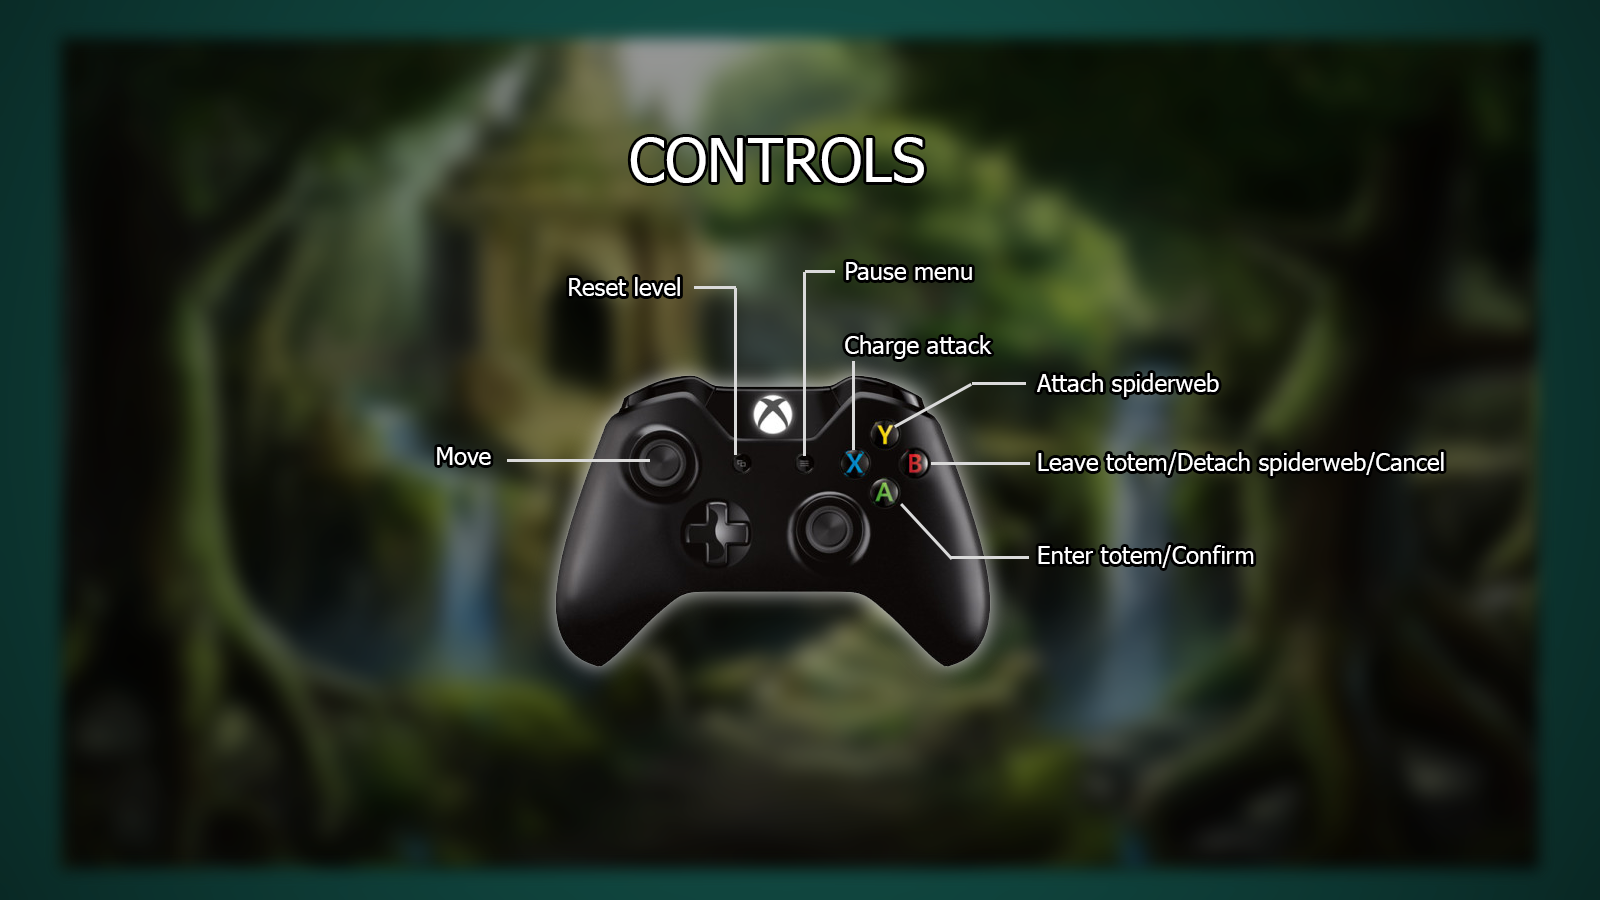 CONTROLS
Pause menu
Reset level
Charge attack
Attach spiderweb
Move
Leave totem/Detach spiderweb/Cancel
Enter totem/Confirm
Y
X
B
A